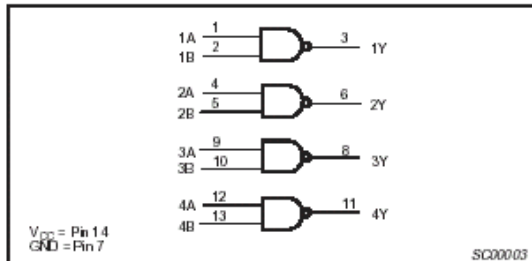 1A 1 3 1Y
1B 2
2A 4 6 2Y
2B 5
3A 9 8 3Y
3B 10
4A 12 11 4Y
4B 13
VCC = Pin 14
GND = Pin 7
SC00003